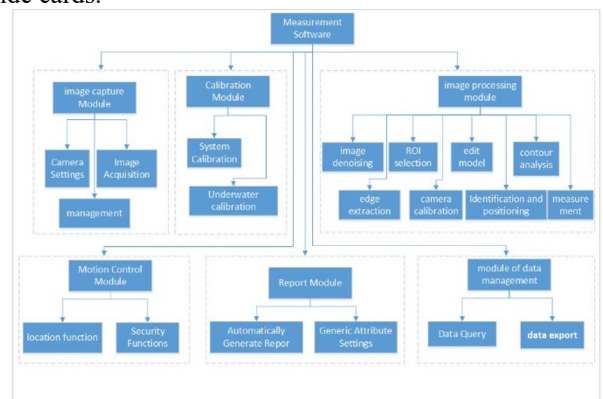 ide cards.
Measurement
Software
image capture
Module
Camera
Settings
Image
Acquisition
management
Calibration
Module
System
Calibration
Underwater
calibration
image processing
module
image
denoising
ROI
selection
edit
model
contour
analysis
edge
extraction
camera
calibration
Identification and
positioning
measure
ment
Motion Control
Module
location function
Security
Functions
Report Module
Automatically
Generate Repor
Generic Attribute
Settings
module of data
management
Data Query
data export